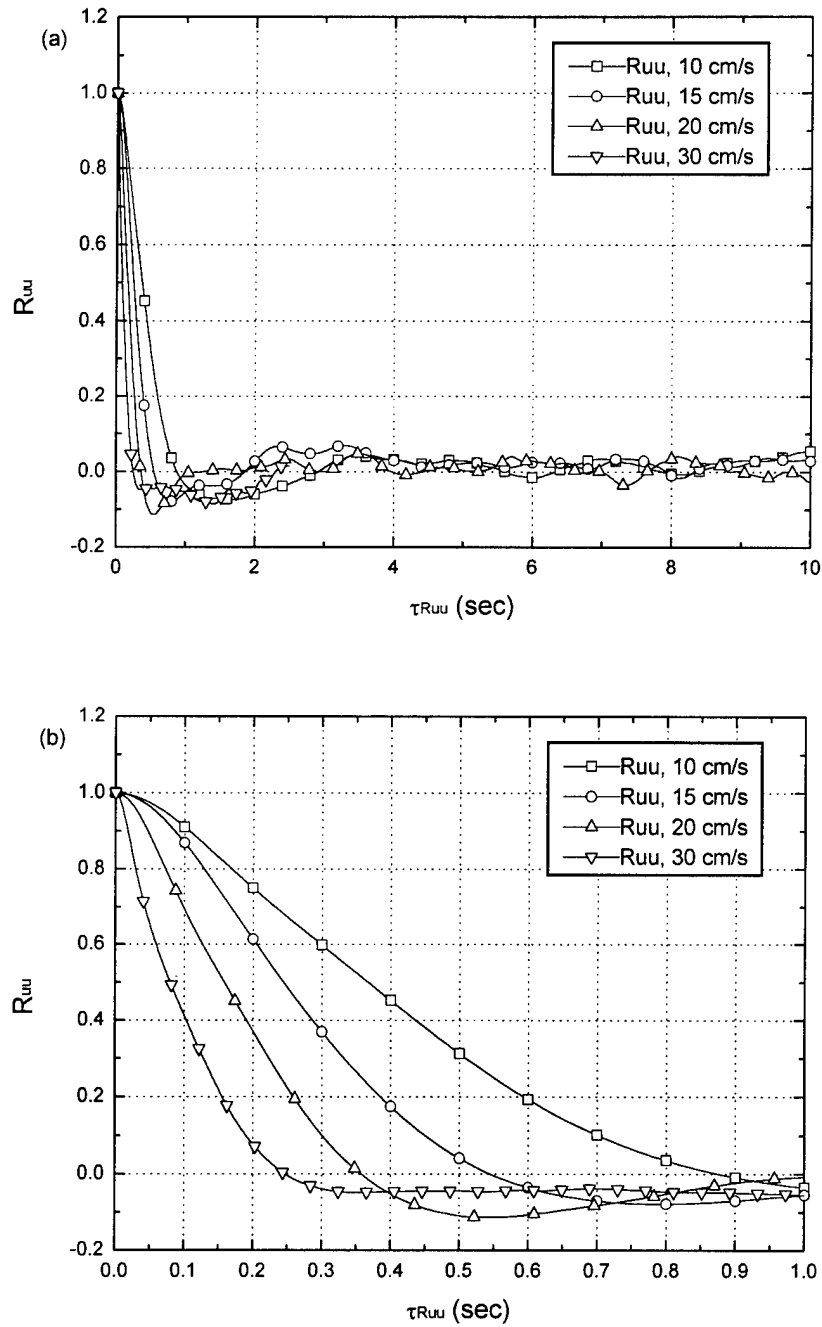 (a)
1.2
1.0
0.8
0.6
0.4
0.2
0.0
-0.2
Ruu
Ruu, 10 cm/s
Ruu, 15 cm/s
Ruu, 20 cm/s
Ruu, 30 cm/s
0 2 4 6 8 10
τRuu (sec)
(b)
1.2
1.0
0.8
0.6
0.4
0.2
0.0
-0.2
Ruu
Ruu, 10 cm/s
Ruu, 15 cm/s
Ruu, 20 cm/s
Ruu, 30 cm/s
0.0 0.1 0.2 0.3 0.4 0.5 0.6 0.7 0.8 0.9 1.0
τRuu (sec)